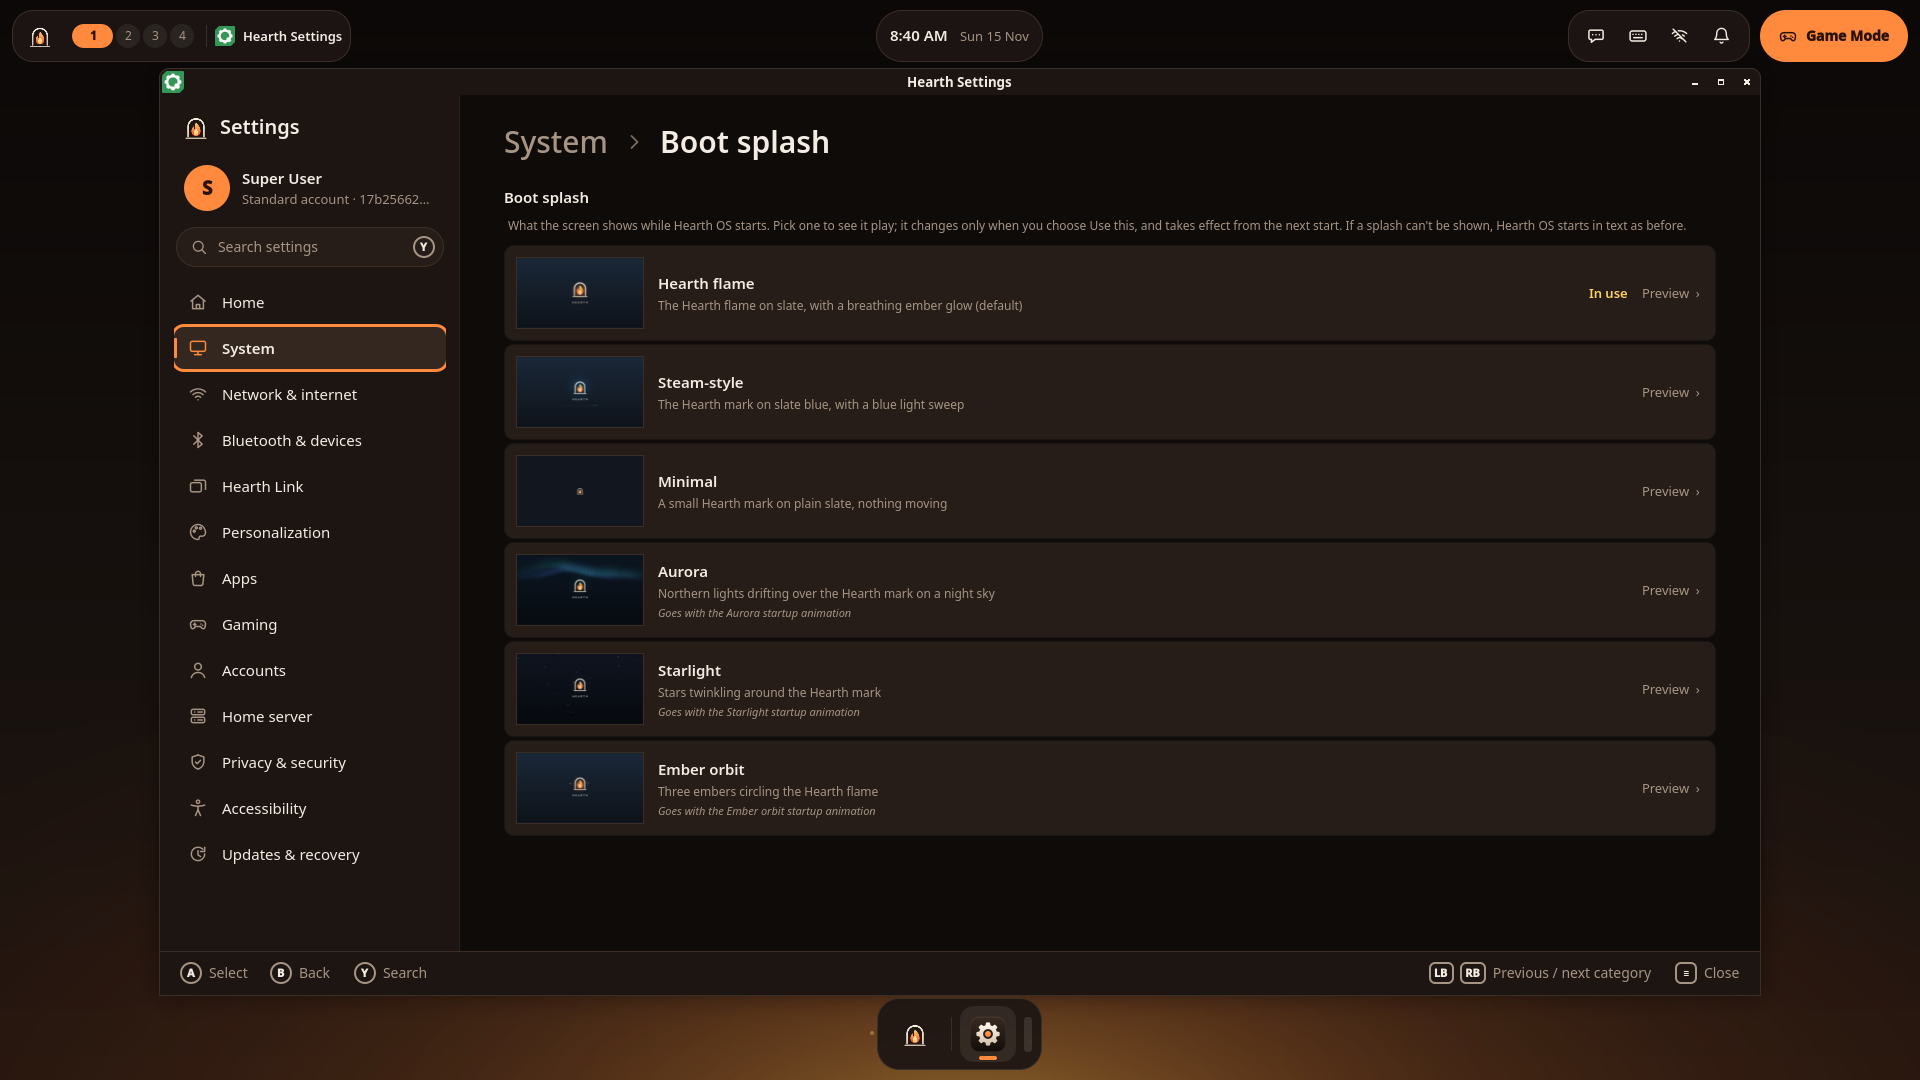 1 2 3 4 Hearth Settings
8:40 AM Sun 15 Nov
Game Mode
Hearth Settings
Settings
S
Super User
Standard account · 17b25662...
Search settings Y
Home
System
Network & internet
Bluetooth & devices
Hearth Link
Personalization
Apps
Gaming
Accounts
Home server
Privacy & security
Accessibility
Updates & recovery
System > Boot splash
Boot splash
What the screen shows while Hearth OS starts. Pick one to see it play; it changes only when you choose Use this, and takes effect from the next start. If a splash can't be shown, Hearth OS starts in text as before.
Hearth flame
The Hearth flame on slate, with a breathing ember glow (default)
In use Preview ›
Steam-style
The Hearth mark on slate blue, with a blue light sweep
Preview ›
Minimal
A small Hearth mark on plain slate, nothing moving
Preview ›
Aurora
Northern lights drifting over the Hearth mark on a night sky
Goes with the Aurora startup animation
Preview ›
Starlight
Stars twinkling around the Hearth mark
Goes with the Starlight startup animation
Preview ›
Ember orbit
Three embers circling the Hearth flame
Goes with the Ember orbit startup animation
Preview ›
A Select B Back Y Search
LB RB Previous / next category ≡ Close